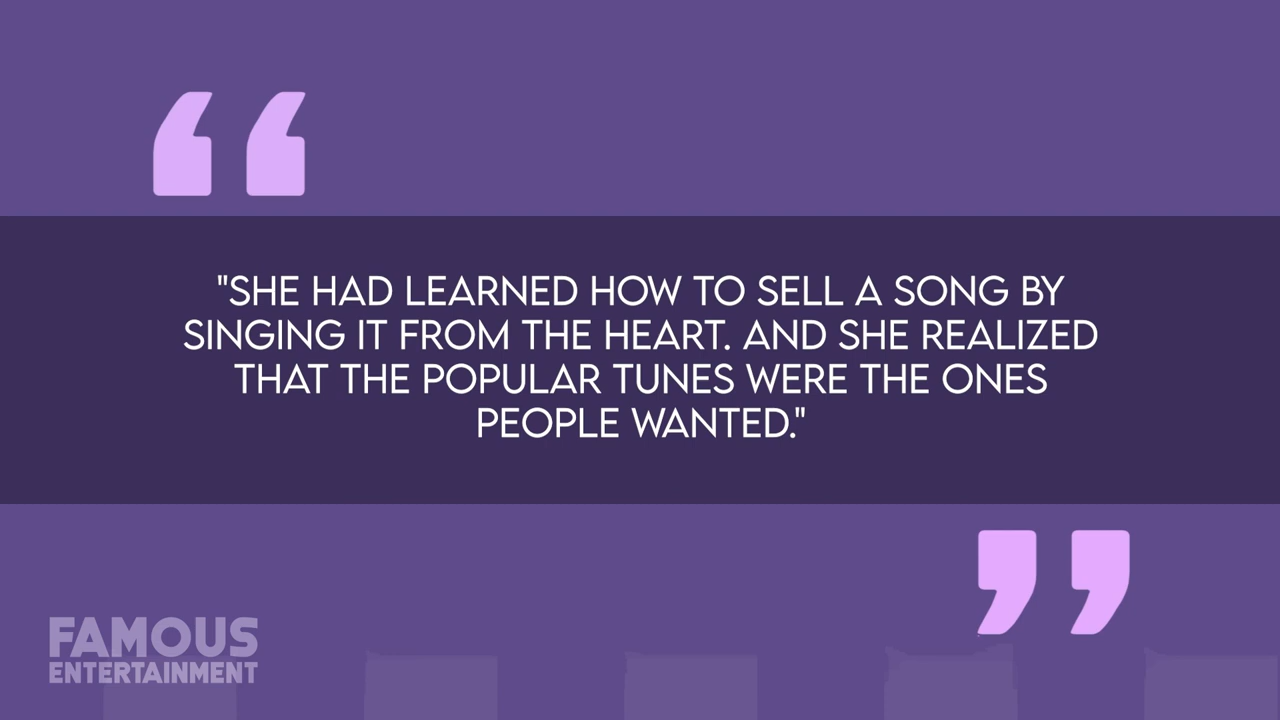 "SHE HAD LEARNED HOW TO SELL A SONG BY
SINGING IT FROM THE HEART. AND SHE REALIZED
THAT THE POPULAR TUNES WERE THE ONES
PEOPLE WANTED."
FAMOUS
ENTERTAINMENT